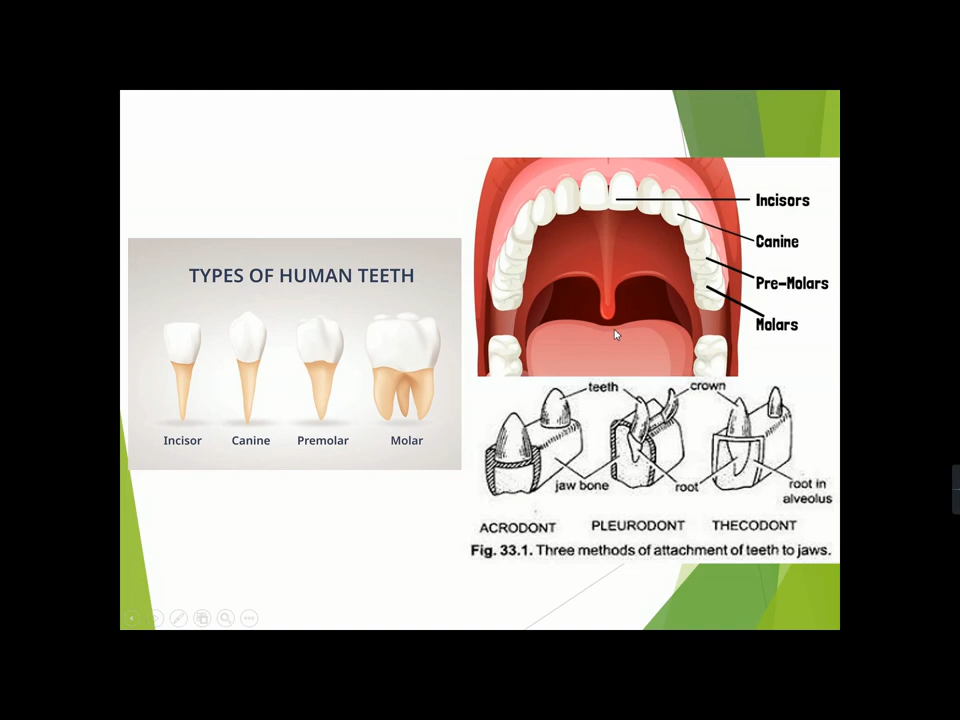 TYPES OF HUMAN TEETH
Incisor Canine Premolar Molar
Incisors
Canine
Pre-Molars
Molars
teeth crown
jaw bone root root in
alveolus
ACRODONT PLEURODONT THECODONT
Fig. 33.1. Three methods of attachment of teeth to jaws.